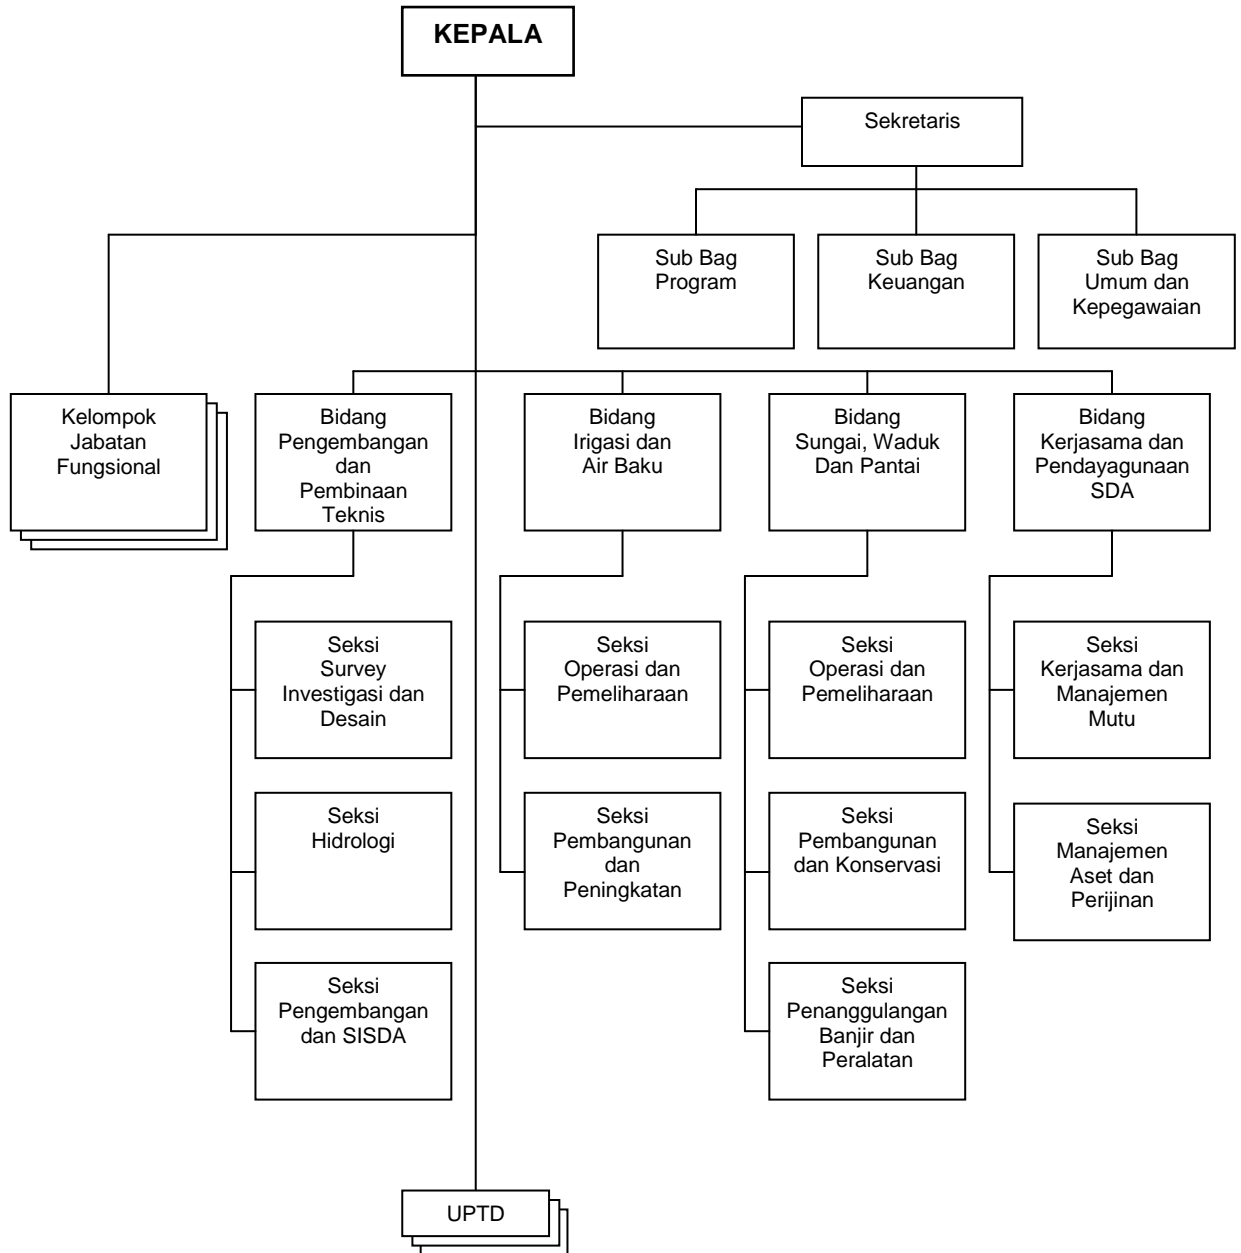 KEPALA
Sekretaris
Sub Bag
Program
Sub Bag
Keuangan
Sub Bag
Umum dan
Kepegawaian
Kelompok
Jabatan
Fungsional
Bidang
Pengembangan
dan
Pembinaan
Teknis
Bidang
Irigasi dan
Air Baku
Bidang
Sungai, Waduk
Dan Pantai
Bidang
Kerjasama dan
Pendayagunaan
SDA
Seksi
Survey
Investigasi dan
Desain
Seksi
Operasi dan
Pemeliharaan
Seksi
Operasi dan
Pemeliharaan
Seksi
Kerjasama dan
Manajemen
Mutu
Seksi
Hidrologi
Seksi
Pembangunan
dan
Peningkatan
Seksi
Pembangunan
dan Konservasi
Seksi
Manajemen
Aset dan
Perijinan
Seksi
Pengembangan
dan SISDA
Seksi
Penanggulangan
Banjir dan
Peralatan
UPTD